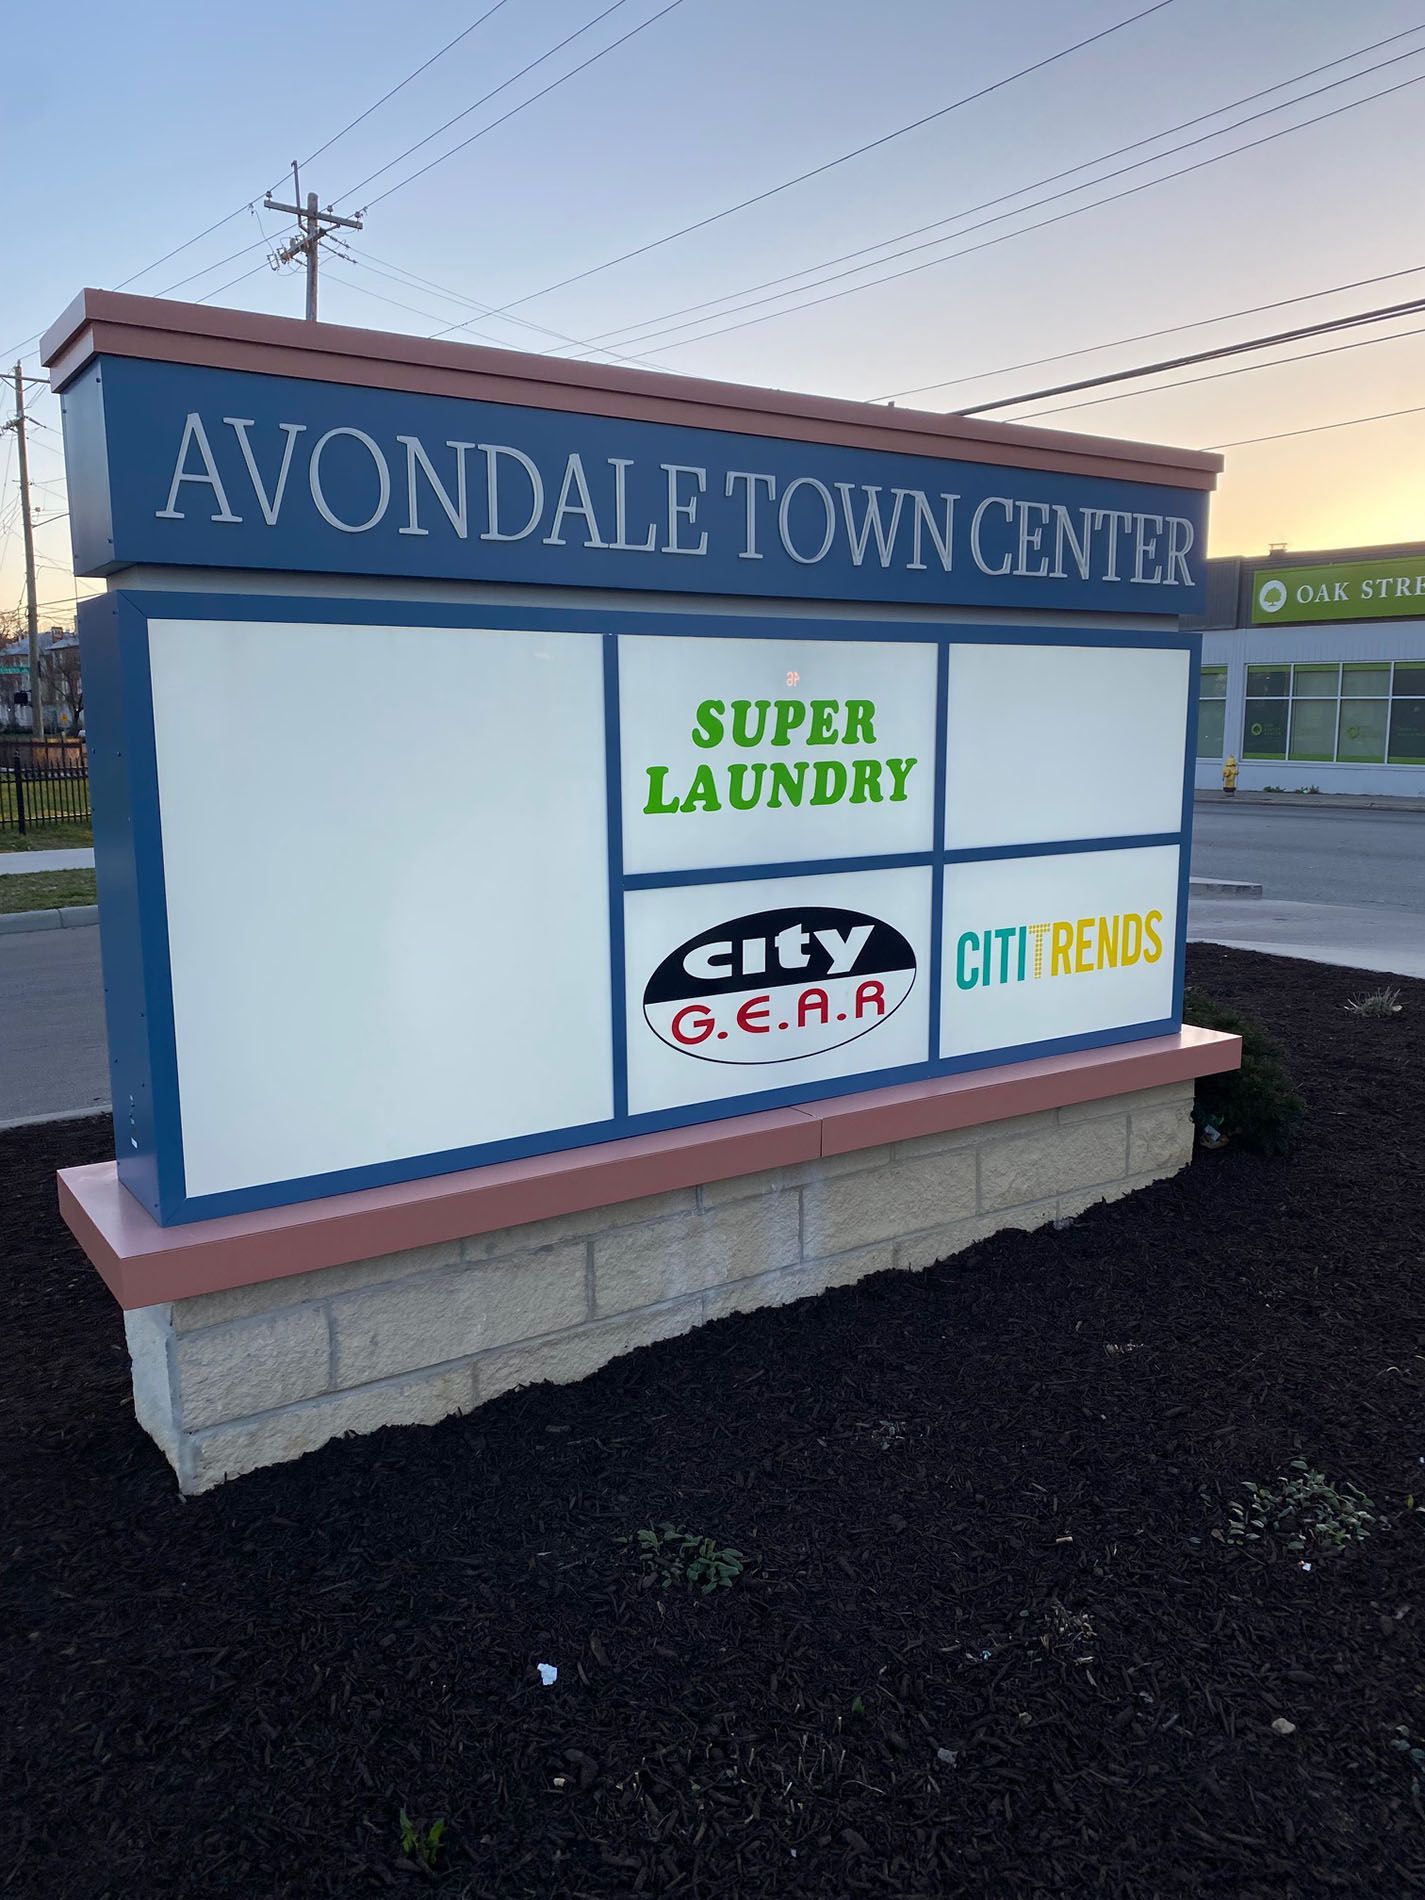 AVONDALE TOWN CENTER
SUPER
LAUNDRY
city
G.E.A.R
CITITRENDS
OAK STRE